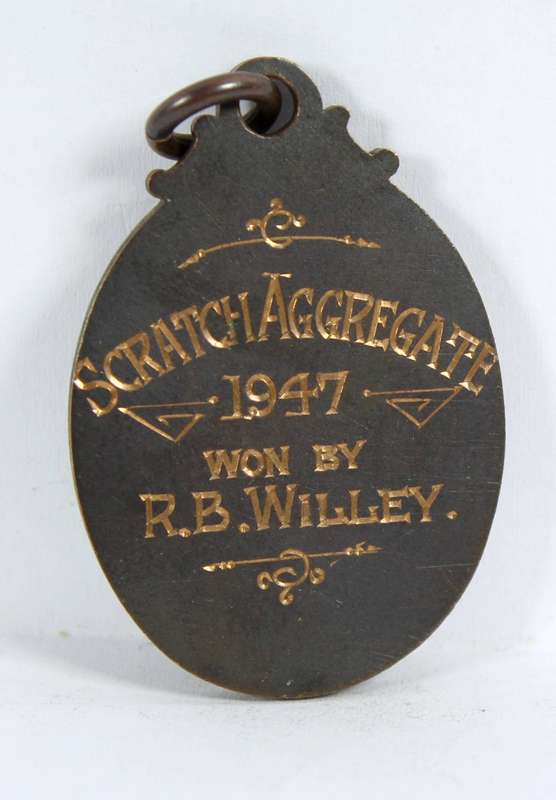 SCRATCH AGGREGATE
1947
WON BY
R.B. WILLEY.